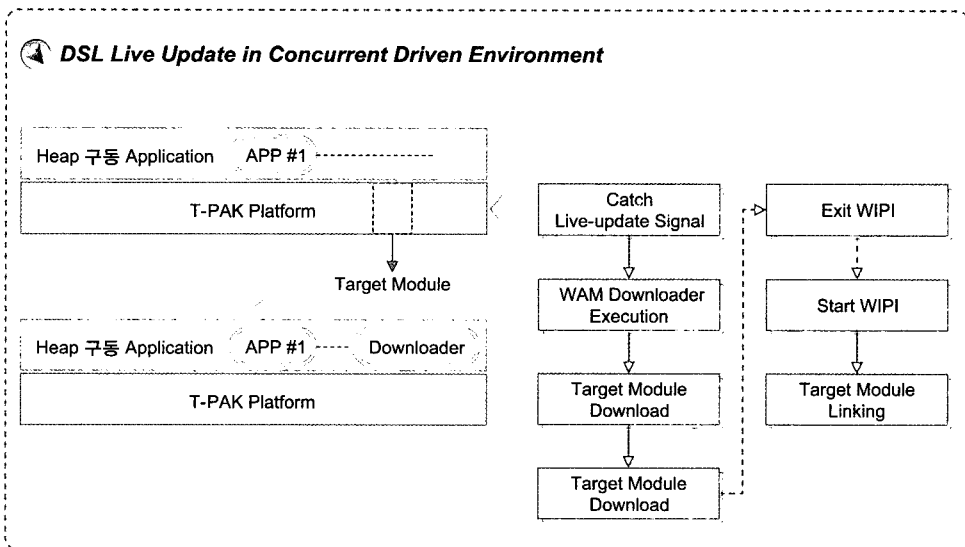 DSL Live Update in Concurrent Driven Environment
Heap 구동 Application APP #1
T-PAK Platform
Target Module
Heap 구동 Application APP #1 Downloader
T-PAK Platform
Catch
Live-update Signal
WAM Downloader
Execution
Target Module
Download
Target Module
Download
Exit WIPI
Start WIPI
Target Module
Linking